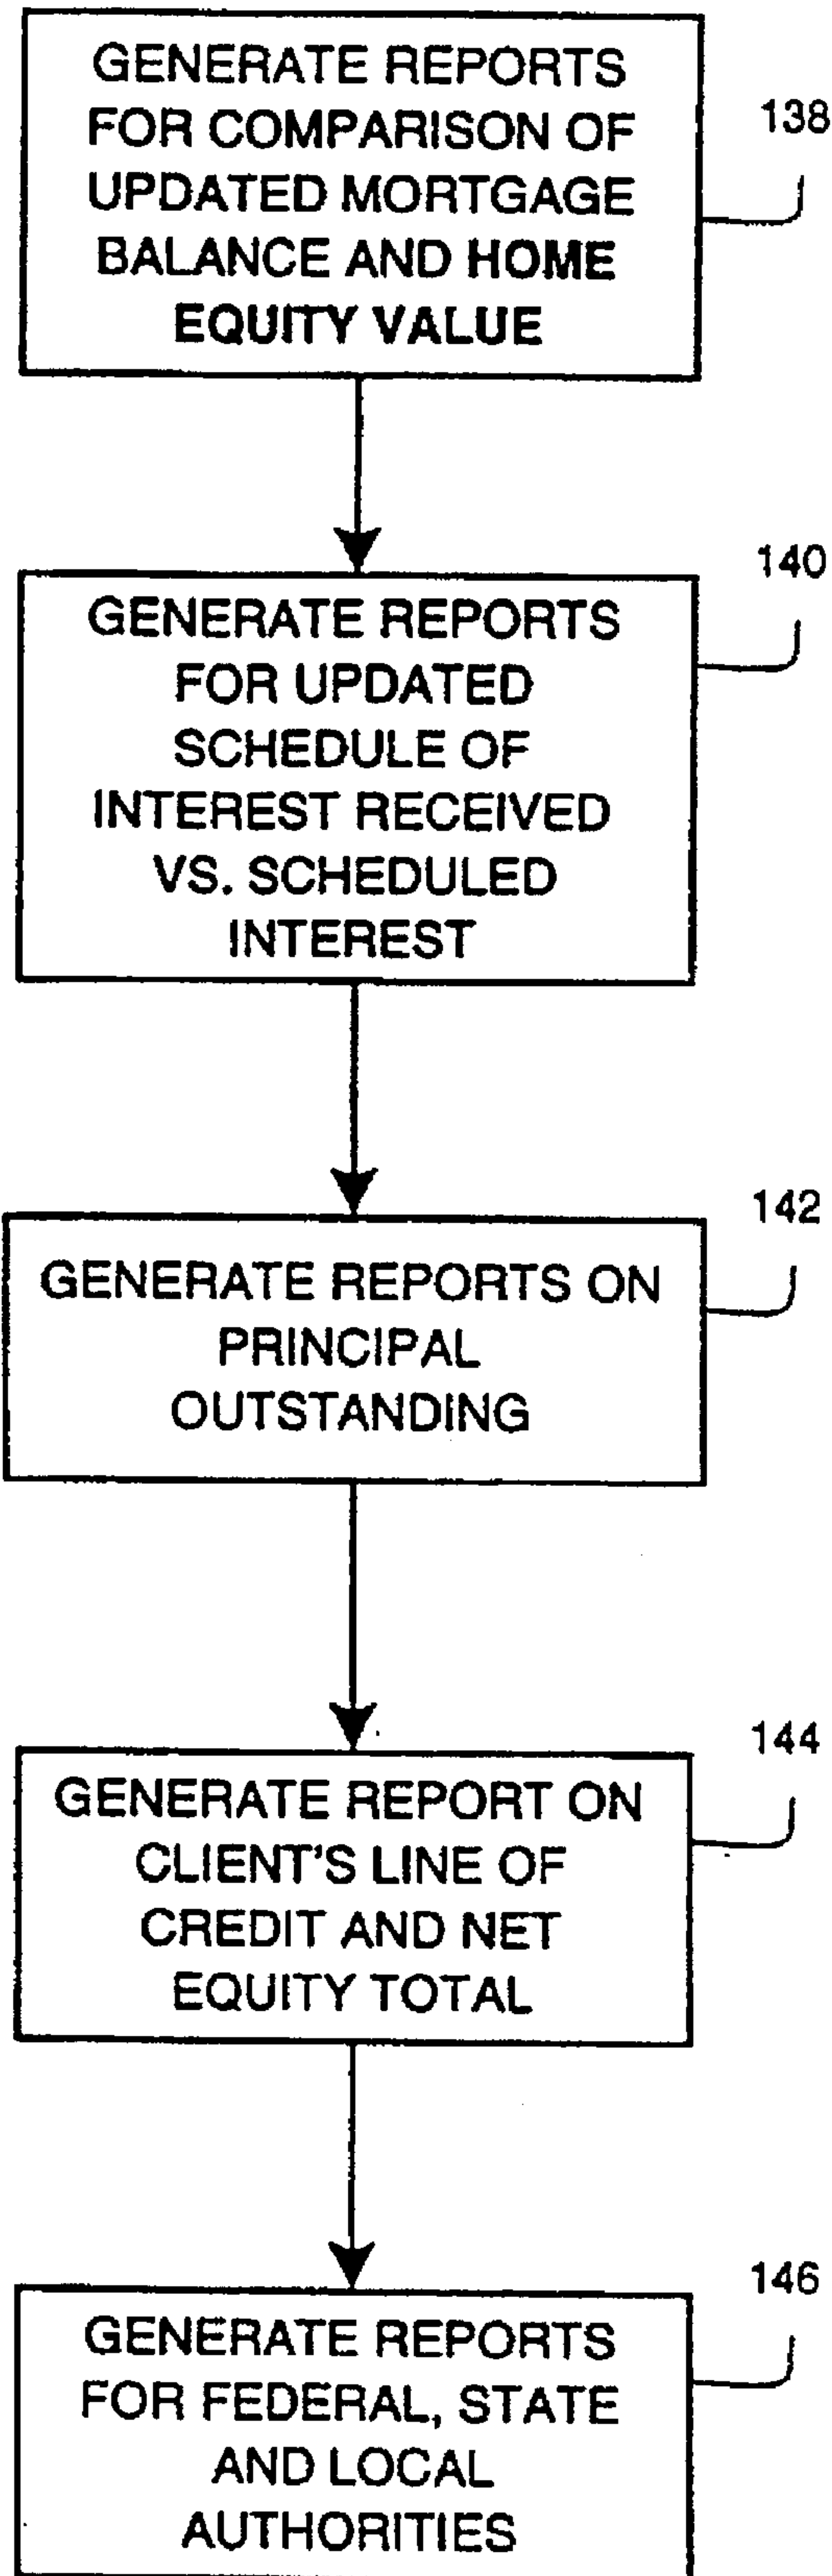 GENERATE REPORTS
FOR COMPARISON OF
UPDATED MORTGAGE
BALANCE AND HOME
EQUITY VALUE
138
GENERATE REPORTS
FOR UPDATED
SCHEDULE OF
INTEREST RECEIVED
VS. SCHEDULED
INTEREST
140
GENERATE REPORTS ON
PRINCIPAL
OUTSTANDING
142
GENERATE REPORT ON
CLIENT'S LINE OF
CREDIT AND NET
EQUITY TOTAL
144
GENERATE REPORTS
FOR FEDERAL, STATE
AND LOCAL
AUTHORITIES
146